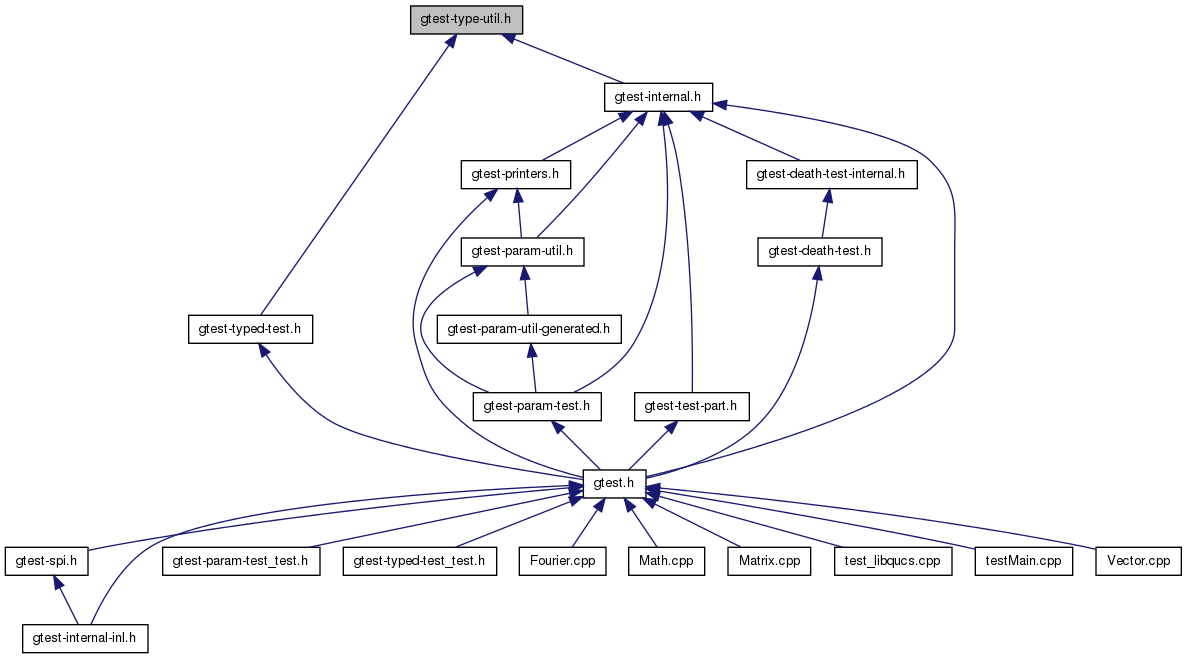 gtest-type-util.h
gtest-internal.h
gtest-printers.h
gtest-death-test-internal.h
gtest-param-util.h
gtest-death-test.h
gtest-typed-test.h
gtest-param-util-generated.h
gtest-param-test.h
gtest-test-part.h
gtest.h
gtest-spi.h
gtest-param-test_test.h
gtest-typed-test_test.h
Fourier.cpp
Math.cpp
Matrix.cpp
test_libqucs.cpp
testMain.cpp
Vector.cpp
gtest-internal-inl.h